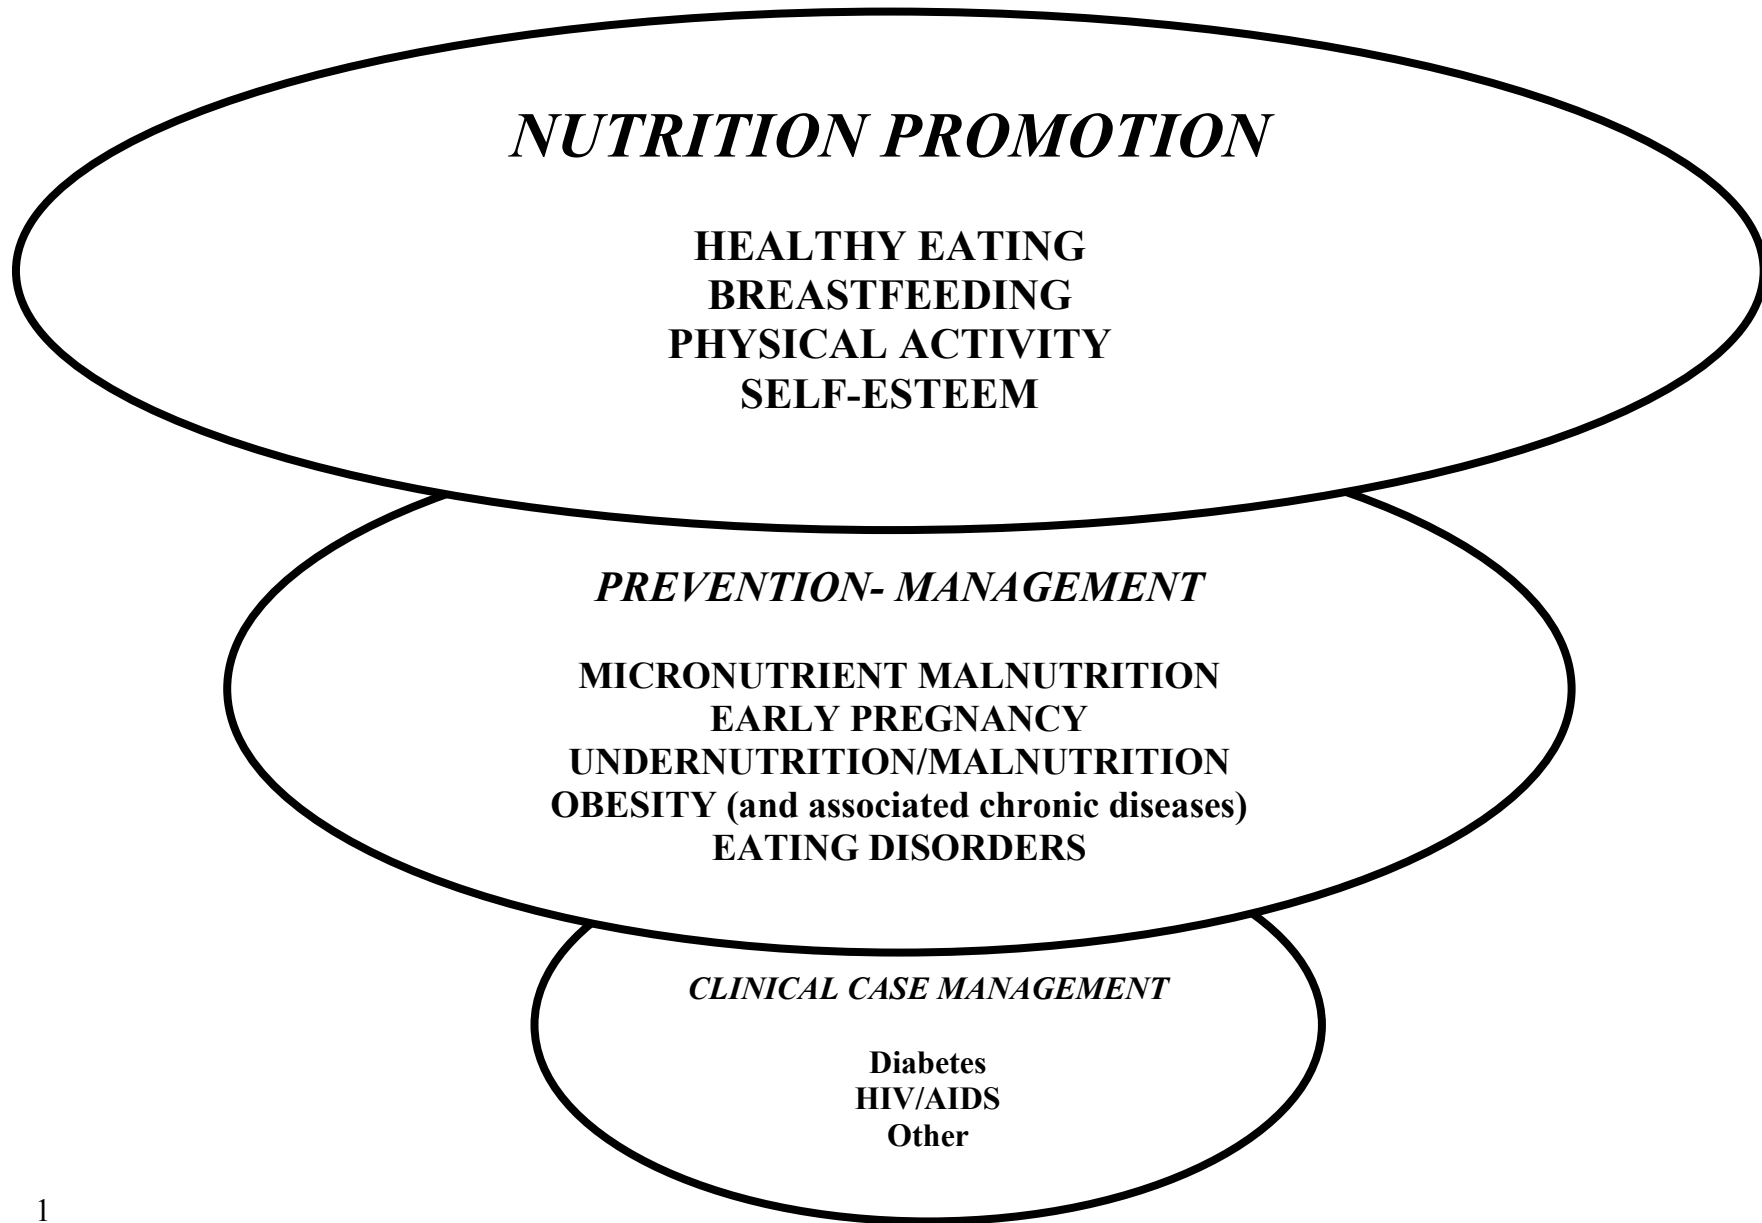 NUTRITION PROMOTION
HEALTHY EATING
BREASTFEEDING
PHYSICAL ACTIVITY
SELF-ESTEEM
PREVENTION- MANAGEMENT
MICRONUTRIENT MALNUTRITION
EARLY PREGNANCY
UNDERNUTRITION/MALNUTRITION
OBESITY (and associated chronic diseases)
EATING DISORDERS
CLINICAL CASE MANAGEMENT
Diabetes
HIV/AIDS
Other
1